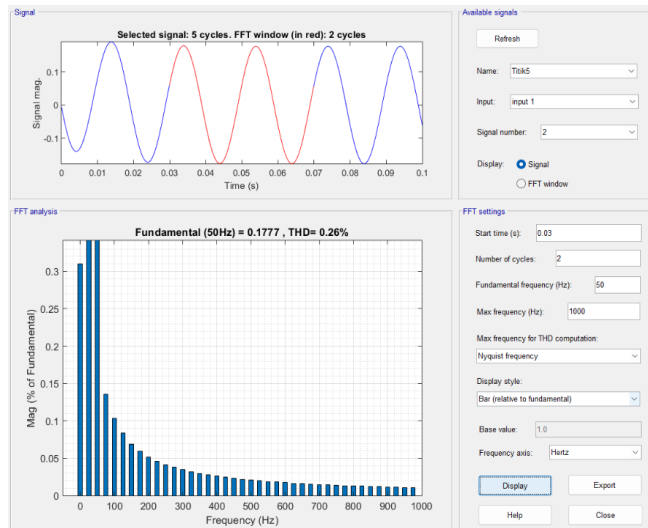 Signal
Selected signal: 5 cycles. FFT window (in red): 2 cycles
Signal mag.
0.1
0
-0.1
0 0.01 0.02 0.03 0.04 0.05 0.06 0.07 0.08 0.09 0.1
Time (s)
Available signals
Refresh
Name: Titik5
Input: input 1
Signal number: 2
Display: Signal
FFT window
FFT analysis
Fundamental (50Hz) = 0.1777 , THD= 0.26%
Mag (% of Fundamental)
0.3
0.25
0.2
0.15
0.1
0.05
0
0 100 200 300 400 500 600 700 800 900 1000
Frequency (Hz)
FFT settings
Start time (s): 0.03
Number of cycles: 2
Fundamental frequency (Hz): 50
Max frequency (Hz): 1000
Max frequency for THD computation:
Nyquist frequency
Display style:
Bar (relative to fundamental)
Base value: 1.0
Frequency axis: Hertz
Display Export
Help Close